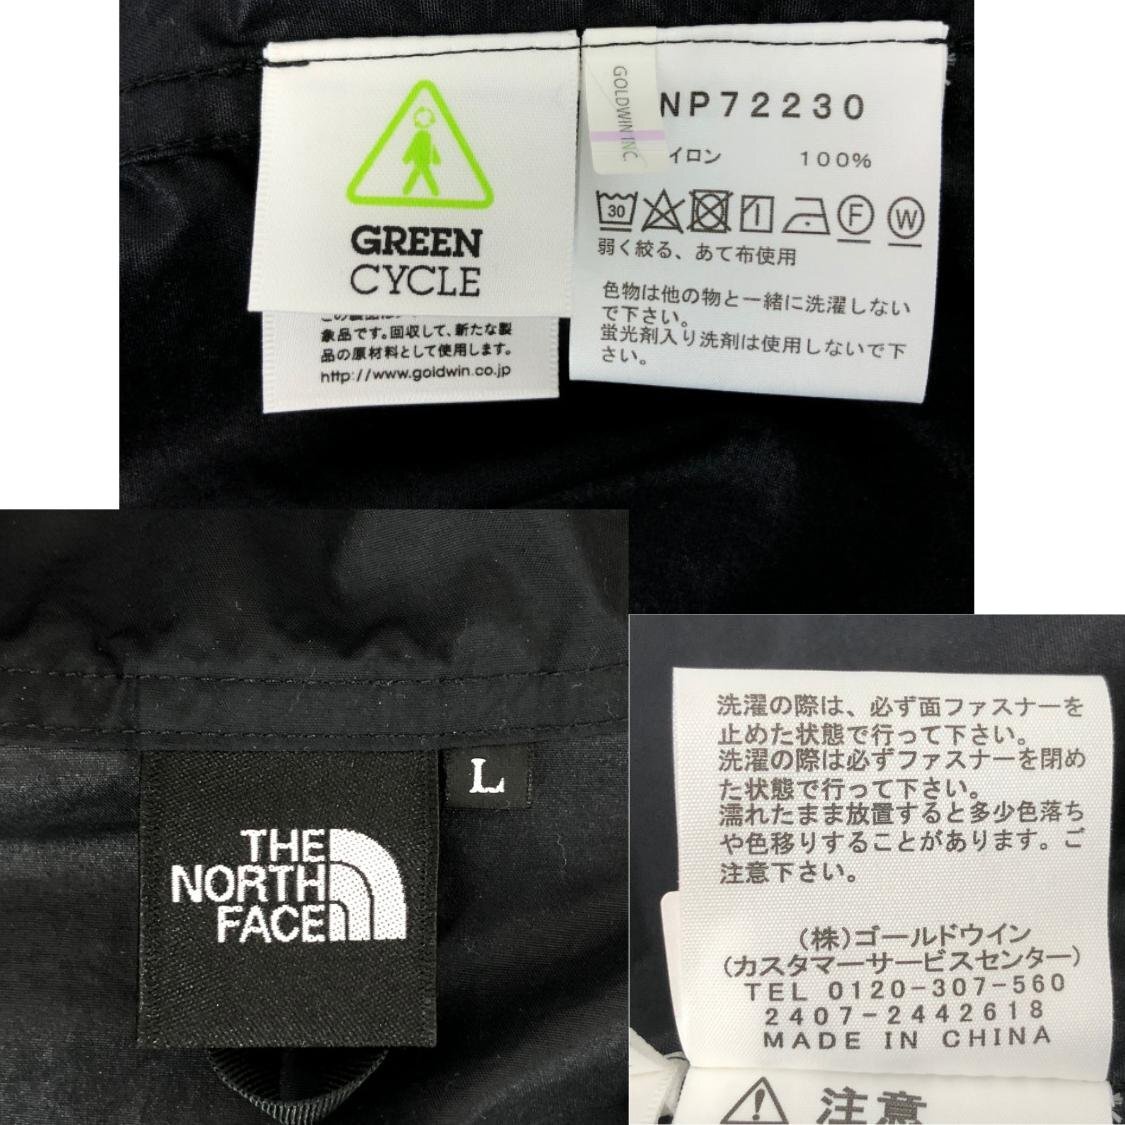 GREEN
CYCLE
象品です。回収して、新たな製
品の原材料として使用します。
http://www.goldwin.co.jp
GOLDWIN INC
NP72230
イロン 100%
30
F
W
弱く絞る、あて布使用
色物は他の物と一緒に洗濯しない
で下さい。
蛍光剤入り洗剤は使用しないで下
さい。
THE
NORTH
FACE
L
洗濯の際は、必ず面ファスナーを
止めた状態で行って下さい。
洗濯の際は必ずファスナーを閉め
た状態で行って下さい。
濡れたまま放置すると多少色落ち
や色移りすることがあります。ご
注意下さい。
(株)ゴールドウイン
(カスタマーサービスセンター)
TEL 0120-307-560
2407-2442618
MADE IN CHINA
注意